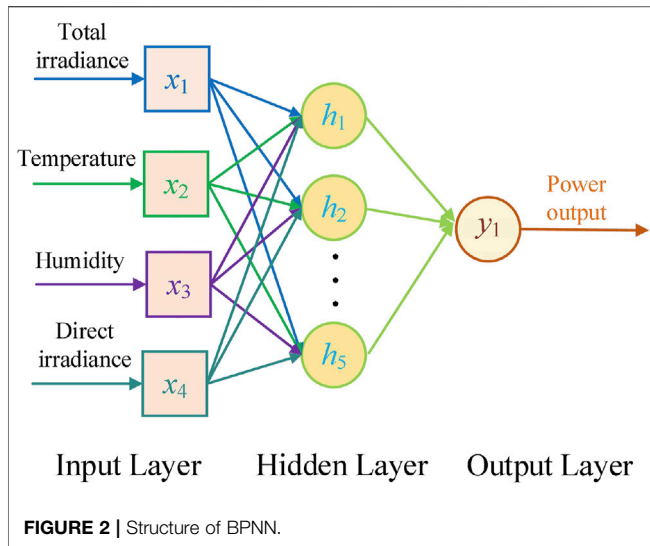 Total
irradiance
x1
Temperature
x2
Humidity
x3
Direct
irradiance
x4
h1
h2
h5
y1
Power
output
Input Layer
Hidden Layer
Output Layer
FIGURE 2 | Structure of BPNN.